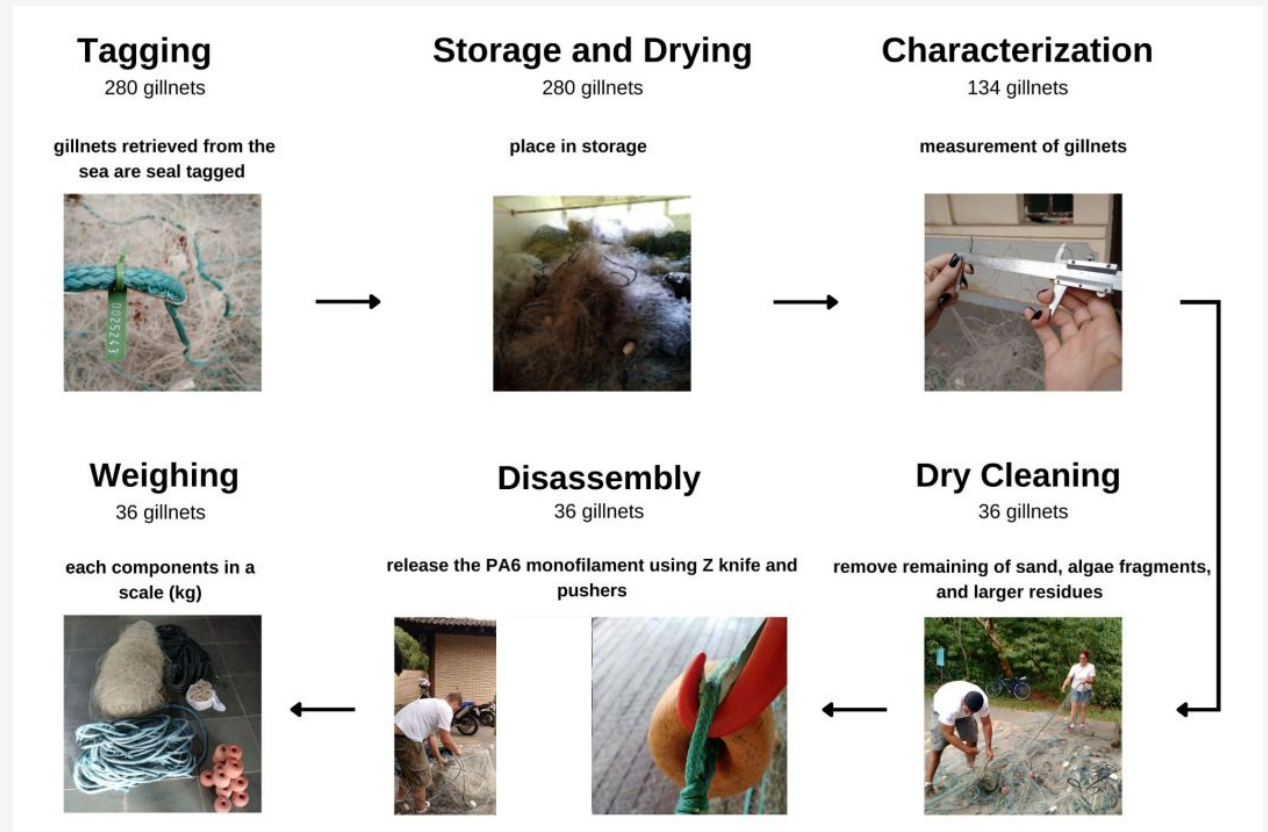 Tagging
280 gillnets
gillnets retrieved from the
sea are seal tagged
0025243
Storage and Drying
280 gillnets
place in storage
Characterization
134 gillnets
measurement of gillnets
Weighing
36 gillnets
each components in a
scale (kg)
Disassembly
36 gillnets
release the PA6 monofilament using Z knife and
pushers
Dry Cleaning
36 gillnets
remove remaining of sand, algae fragments,
and larger residues